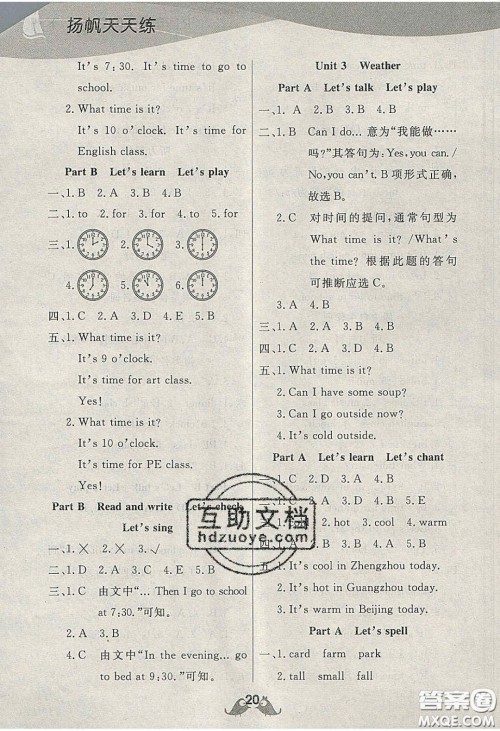 扬帆天天练
It's 7:30. It's time to go to
school.
2. What time is it?
It's 10 o'clock. It's time for
English class.
Part B Let's learn Let's play
一、1. B 2. A 3. B 4. B
二、1. to 2. for 3. to 4. for
三、1. 2. 3.
4. 5. 6.
四、1. C 2. A 3. D 4. B
五、1. What time is it?
It's 9 o'clock.
It's time for art class.
Yes!
2. What time is it?
It's 2 o'clock.
It's time for PE class.
Yes!
Part B Read and write Let's check
Let's sing
一、1. × 2. × 3. ✓
二、1. D 2. A 3. C 4. B 5. E
三、1. C 由文中“… Then I go to school
at 7:30.”可知。
2. A 3. B
4. C 由文中“In the evening… go
to bed at 9:30.”可知。
Unit 3 Weather
Part A Let's talk Let's play
一、1. A 2. B 3. B 4. B
二、1. B Can I do… 意为“我能做……
吗?”其答句为: Yes, you can. /
No, you can't. B 项形式正确,
故选 B。
2. C 对时间的提问, 通常句型为
What time is it? /What's
the time? 根据此题的答句
可推断应选 C。
3. A 4. A
三、1. A 2. B 3. A 4. B
四、1. C 2. D 3. A 4. B
五、1. What time is it?
2. Can I have some soup?
3. Can I go outside now?
4. It's cold outside.
Part A Let's learn Let's chant
一、1. C 2. D 3. A 4. B
二、1. C 2. D 3. A 4. B 5. E
2. hot 3. cool 4. warm
1. It's cool in Zhengzhou today.
2. It's hot in Guangzhou today.
3. It's warm in Beijing today.
Part A Let's spell
一、1. card farm park
2. tall small fall
20
互助文档
hdzuoye.com
答案圈
MXQE.COM